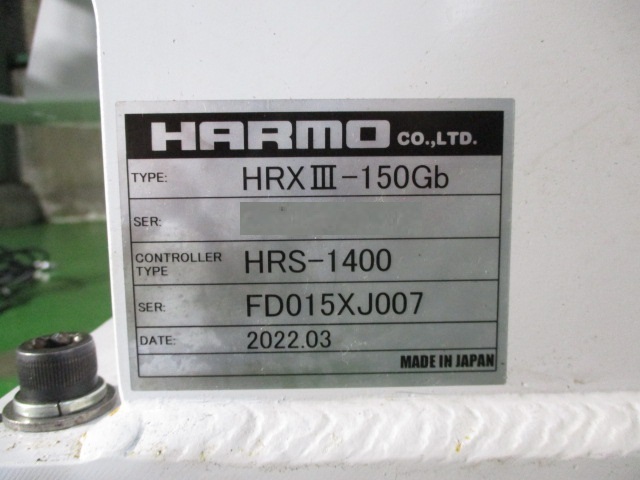 HARMO CO.,LTD.
TYPE: HRXⅢ-150Gb
SER:
CONTROLLER TYPE HRS-1400
SER: FD015XJ007
DATE: 2022.03
MADE IN JAPAN